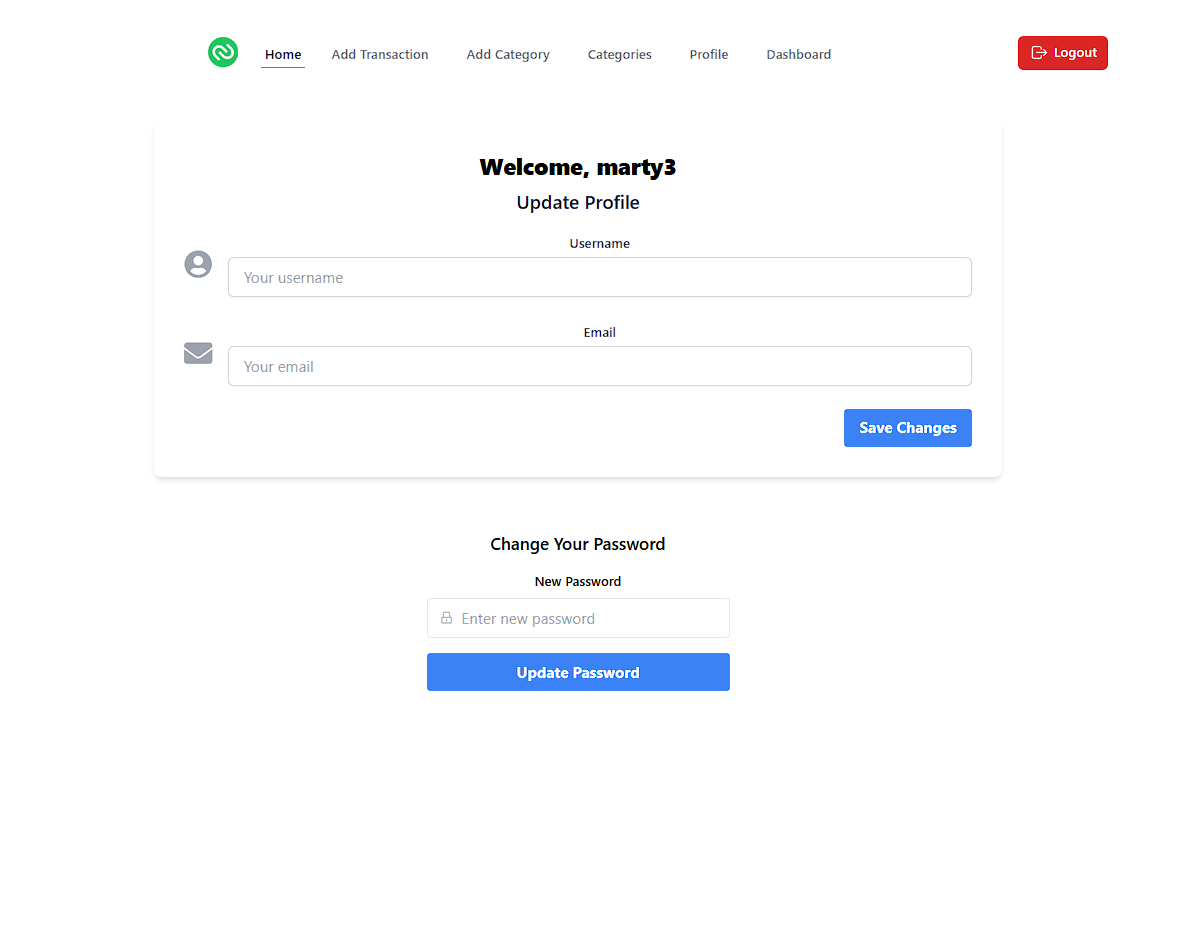 Home Add Transaction Add Category Categories Profile Dashboard Logout
Welcome, marty3
Update Profile
Username
Your username
Email
Your email
Save Changes
Change Your Password
New Password
Enter new password
Update Password